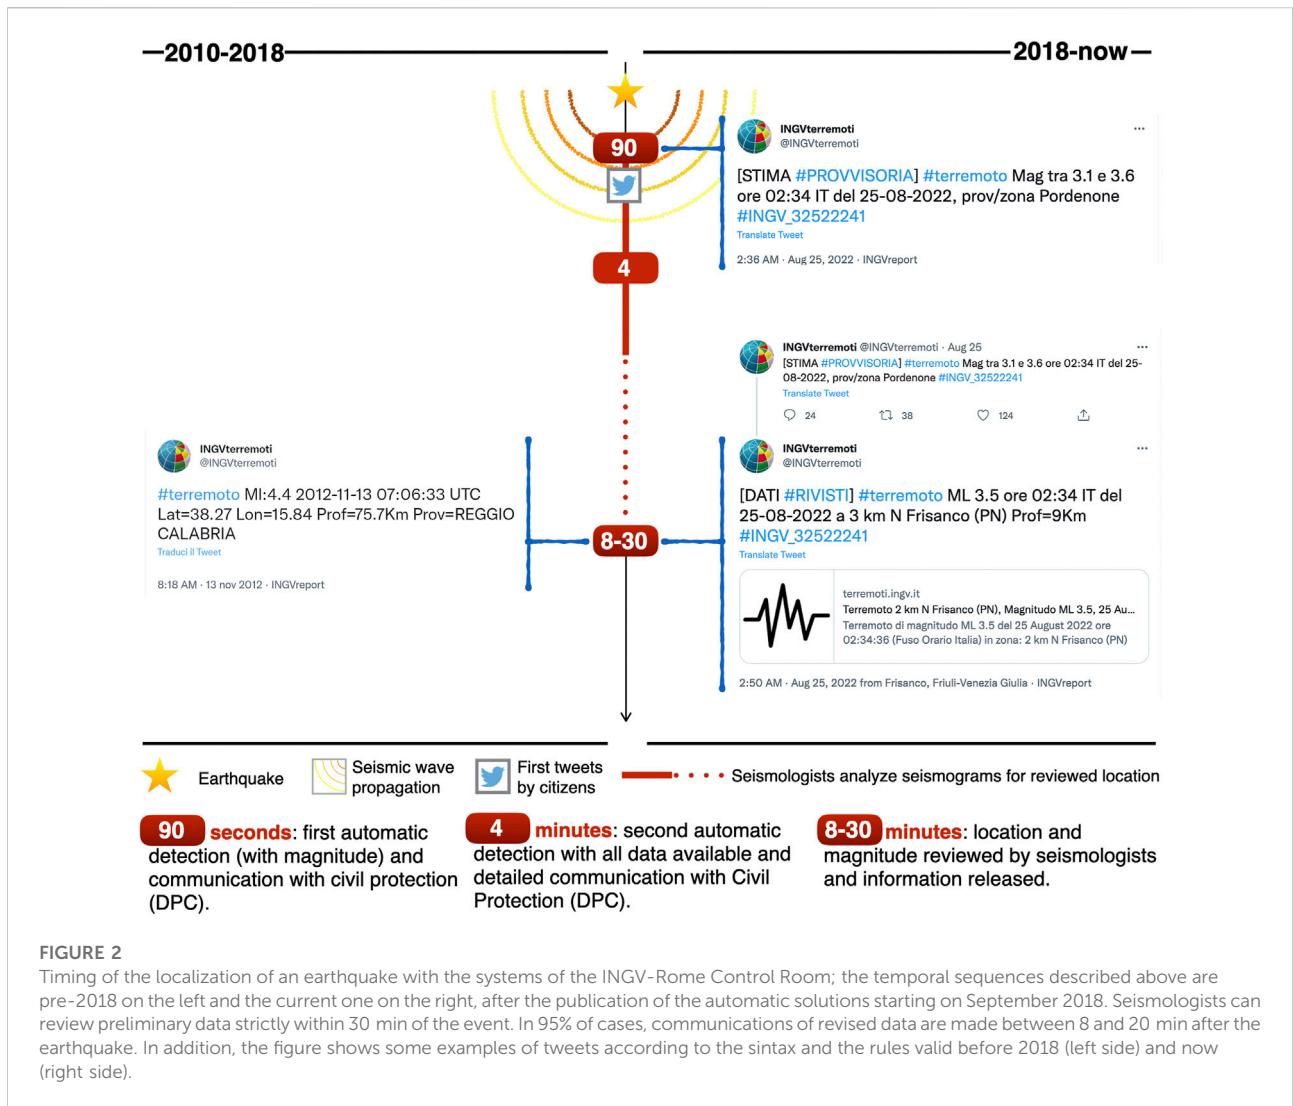 2010-2018
2018-now
90
INGVterremoti
@INGVterremoti
[STIMA #PROVVISORIA] #terremoto Mag tra 3.1 e 3.6
ore 02:34 IT del 25-08-2022, prov/zona Pordenone
#INGV_32522241
Translate Tweet
2:36 AM · Aug 25, 2022 · INGVreport
4
INGVterremoti @INGVterremoti · Aug 25
[STIMA #PROVVISORIA] #terremoto Mag tra 3.1 e 3.6 ore 02:34 IT del 25-
08-2022, prov/zona Pordenone #INGV_32522241
Translate Tweet
24 38 124
INGVterremoti
@INGVterremoti
#terremoto Ml:4.4 2012-11-13 07:06:33 UTC
Lat=38.27 Lon=15.84 Prof=75.7Km Prov=REGGIO
CALABRIA
Traduci il Tweet
8:18 AM · 13 nov 2012 · INGVreport
8-30
INGVterremoti
@INGVterremoti
[DATI #RIVISTI] #terremoto ML 3.5 ore 02:34 IT del
25-08-2022 a 3 km N Frisanco (PN) Prof=9Km
#INGV_32522241
Translate Tweet
terremoti.ingv.it
Terremoto 2 km N Frisanco (PN), Magnitudo ML 3.5, 25 Au...
Terremoto di magnitudo ML 3.5 del 25 August 2022 ore
02:34:36 (Fuso Orario Italia) in zona: 2 km N Frisanco (PN)
2:50 AM · Aug 25, 2022 from Frisanco, Friuli-Venezia Giulia · INGVreport
Earthquake
Seismic wave
propagation
First tweets
by citizens
Seismologists analyze seismograms for reviewed location
90 seconds: first automatic
detection (with magnitude) and
communication with civil protection
(DPC).
4 minutes: second automatic
detection with all data available and
detailed communication with Civil
Protection (DPC).
8-30 minutes: location and
magnitude reviewed by seismologists
and information released.
FIGURE 2
Timing of the localization of an earthquake with the systems of the INGV-Rome Control Room; the temporal sequences described above are
pre-2018 on the left and the current one on the right, after the publication of the automatic solutions starting on September 2018. Seismologists can
review preliminary data strictly within 30 min of the event. In 95% of cases, communications of revised data are made between 8 and 20 min after the
earthquake. In addition, the figure shows some examples of tweets according to the sintax and the rules valid before 2018 (left side) and now
(right side).